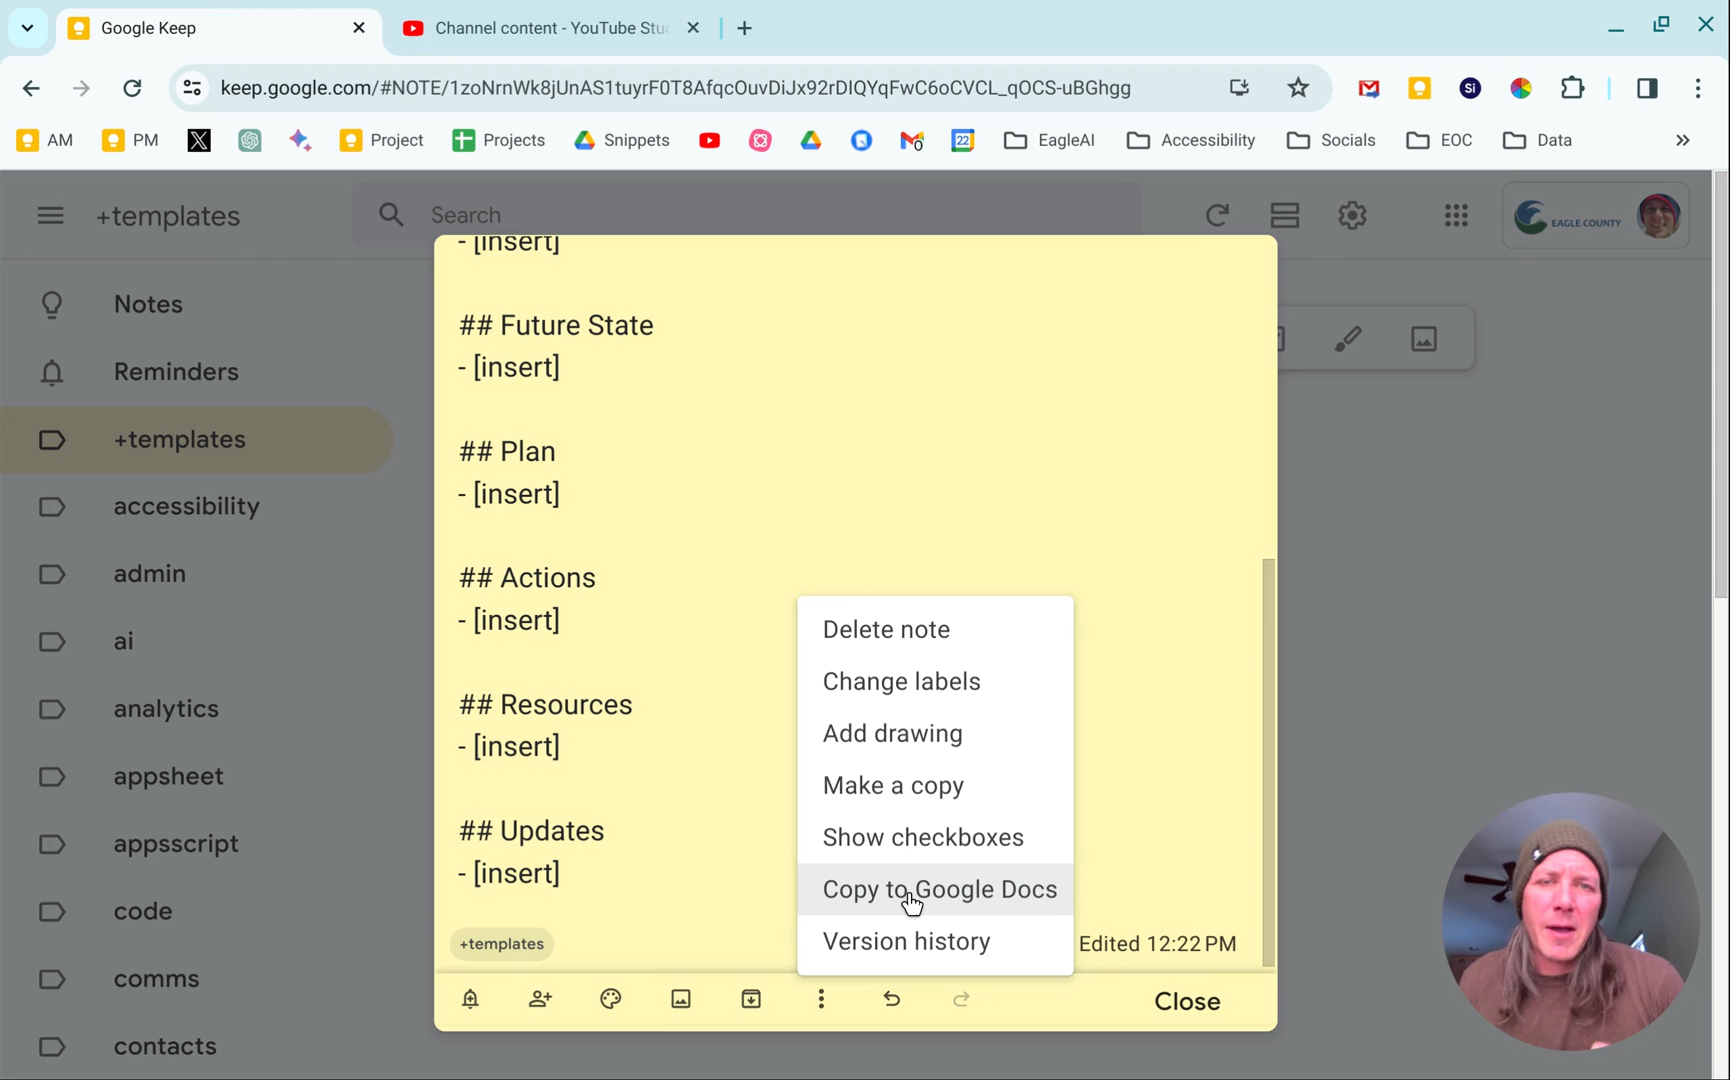 Google Keep
Channel content - YouTube Stu
keep.google.com/#NOTE/1zoNrnWk8jUnAS1tuyrF0T8AfqcOuvDiJx92rDIQYqFwC6oCVCL_qOCS-uBGhgg
Si
AM
PM
Project
Projects
Snippets
0
22
EagleAI
Accessibility
Socials
EOC
Data
+templates
Search
EAGLE COUNTY
Notes
Reminders
+templates
accessibility
admin
ai
analytics
appsheet
appsscript
code
comms
contacts
- [insert]
## Future State
- [insert]
## Plan
- [insert]
## Actions
- [insert]
## Resources
- [insert]
## Updates
- [insert]
+templates
Delete note
Change labels
Add drawing
Make a copy
Show checkboxes
Copy to Google Docs
Version history
Edited 12:22 PM
Close